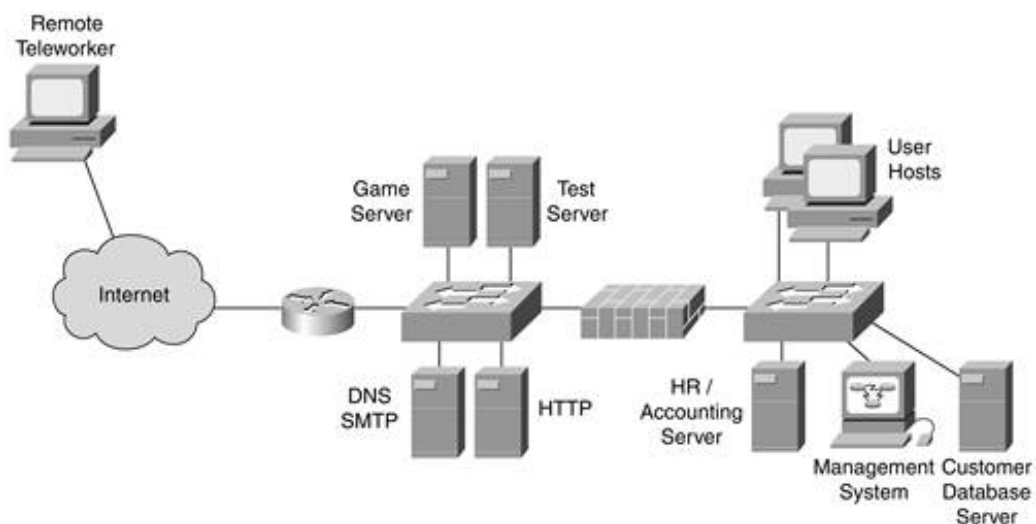 Remote
Teleworker
Game
Server
Test
Server
User
Hosts
Internet
DNS
SMTP
HTTP
HR /
Accounting
Server
Management
System
Customer
Database
Server